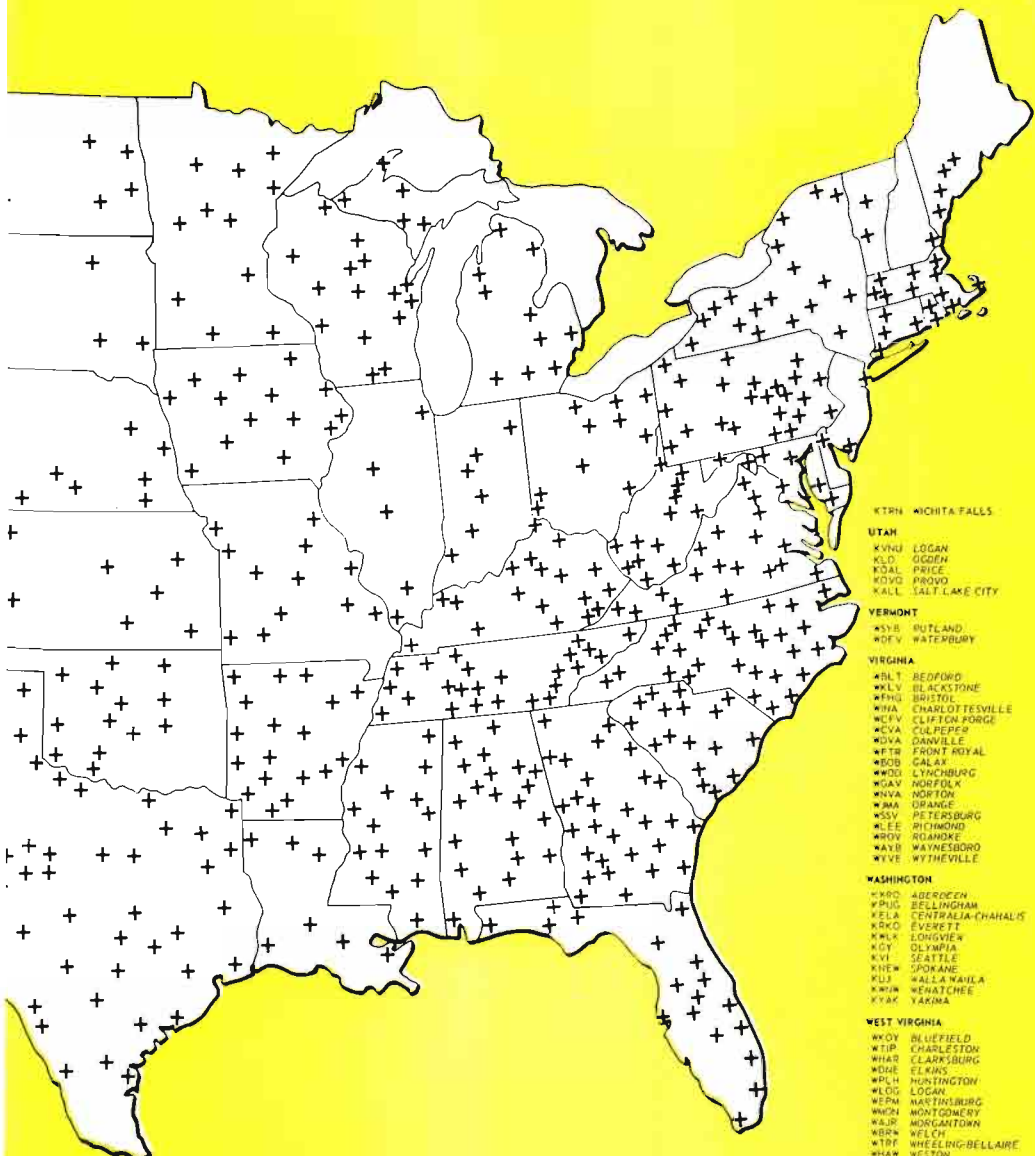 KTRN WICHITA FALLS
UTAH
KVNU LOGAN
KLO OGDEN
KOAL PRICE
KOVO PROVO
KALL SALT LAKE CITY
VERMONT
WSYB RUTLAND
WDEV WATERBURY
VIRGINIA
WBLT BEDFORD
WKLV BLACKSTONE
WFHG BRISTOL
WINA CHARLOTTESVILLE
WCFV CLIFTON FORGE
WCVA CULPEPER
WDVA DANVILLE
WFTR FRONT ROYAL
WBOB GALAX
WWOD LYNCHBURG
WGAV NORFOLK
WNVA NORTON
WJMA ORANGE
WSSV PETERSBURG
WLEE RICHMOND
WROV ROANOKE
WAYB WAYNESBORO
WYVE WYTHEVILLE
WASHINGTON
KXRO ABERDEEN
KPUG BELLINGHAM
KELA CENTRALIA-CHAHALIS
KRKO EVERETT
KWLK LONGVIEW
KGY OLYMPIA
KVI SEATTLE
KNEW SPOKANE
KUJ WALLA WALLA
KWNW WENATCHEE
KYAK YAKIMA
WEST VIRGINIA
WKOY BLUEFIELD
WTIP CHARLESTON
WHAR CLARKSBURG
WDNE ELKINS
WPLH HUNTINGTON
WLOG LOGAN
WEPM MARTINSBURG
WMON MONTGOMERY
WAJR MORGANTOWN
WBRW WELCH
WTRF WHEELING-BELLAIRE
WHAW WESTON